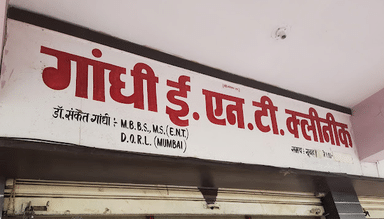 गांधी ई. एन. टी. क्लीनीक
डॉ. संकेत गांधी :- M.B.B.S., M.S. (E.N.T.)
D.O.R.L. (MUMBAI)